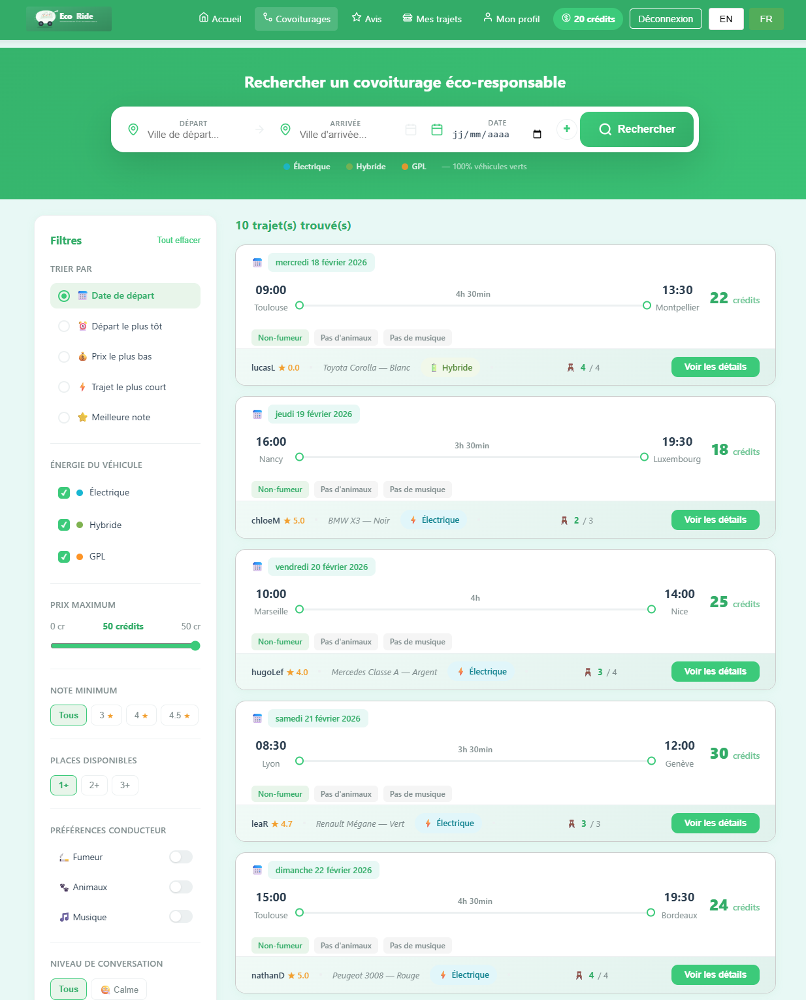 Eco Ride
Accueil
Covoiturages
Avis
Mes trajets
Mon profil
20 crédits
Déconnexion
EN
FR
Rechercher un covoiturage éco-responsable
DÉPART
Ville de départ...
ARRIVÉE
Ville d'arrivée...
DATE
jj/mm/aaaa
+
Rechercher
Électrique
Hybride
GPL
— 100% véhicules verts
Filtres
Tout effacer
TRIER PAR
Date de départ
Départ le plus tôt
Prix le plus bas
Trajet le plus court
Meilleure note
ÉNERGIE DU VÉHICULE
Électrique
Hybride
GPL
PRIX MAXIMUM
0 cr
50 crédits
50 cr
NOTE MINIMUM
Tous
3 ★
4 ★
4.5 ★
PLACES DISPONIBLES
1+
2+
3+
PRÉFÉRENCES CONDUCTEUR
Fumeur
Animaux
Musique
NIVEAU DE CONVERSATION
Tous
Calme
10 trajet(s) trouvé(s)
mercredi 18 février 2026
09:00
Toulouse
4h 30min
13:30
Montpellier
22 crédits
Non-fumeur
Pas d'animaux
Pas de musique
lucasL ★ 0.0
Toyota Corolla — Blanc
Hybride
4 / 4
Voir les détails
jeudi 19 février 2026
16:00
Nancy
3h 30min
19:30
Luxembourg
18 crédits
Non-fumeur
Pas d'animaux
Pas de musique
chloeM ★ 5.0
BMW X3 — Noir
Électrique
2 / 3
Voir les détails
vendredi 20 février 2026
10:00
Marseille
4h
14:00
Nice
25 crédits
Non-fumeur
Pas d'animaux
Pas de musique
hugoLef ★ 4.0
Mercedes Classe A — Argent
Électrique
3 / 4
Voir les détails
samedi 21 février 2026
08:30
Lyon
3h 30min
12:00
Genève
30 crédits
Non-fumeur
Pas d'animaux
Pas de musique
leaR ★ 4.7
Renault Mégane — Vert
Électrique
3 / 3
Voir les détails
dimanche 22 février 2026
15:00
Toulouse
4h 30min
19:30
Bordeaux
24 crédits
Non-fumeur
Pas d'animaux
Pas de musique
nathanD ★ 5.0
Peugeot 3008 — Rouge
Électrique
4 / 4
Voir les détails